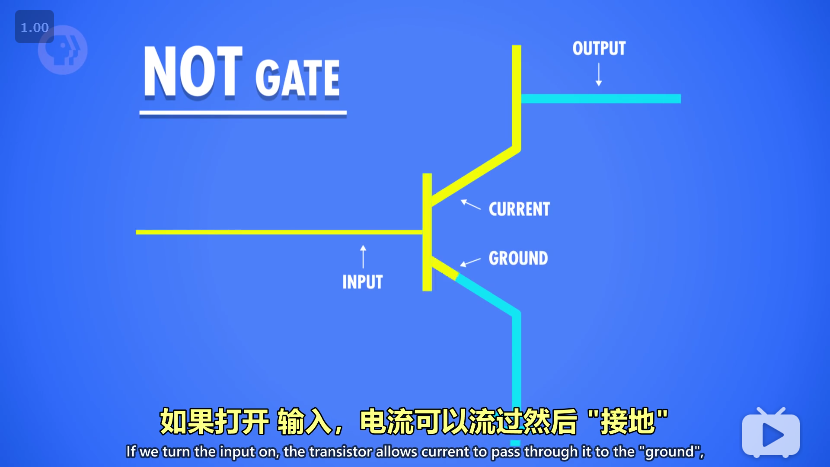 1.00
NOT GATE
OUTPUT
CURRENT
GROUND
INPUT
如果打开 输入，电流可以流过然后 "接地"
If we turn the input on, the transistor allows current to pass through it to the "ground",